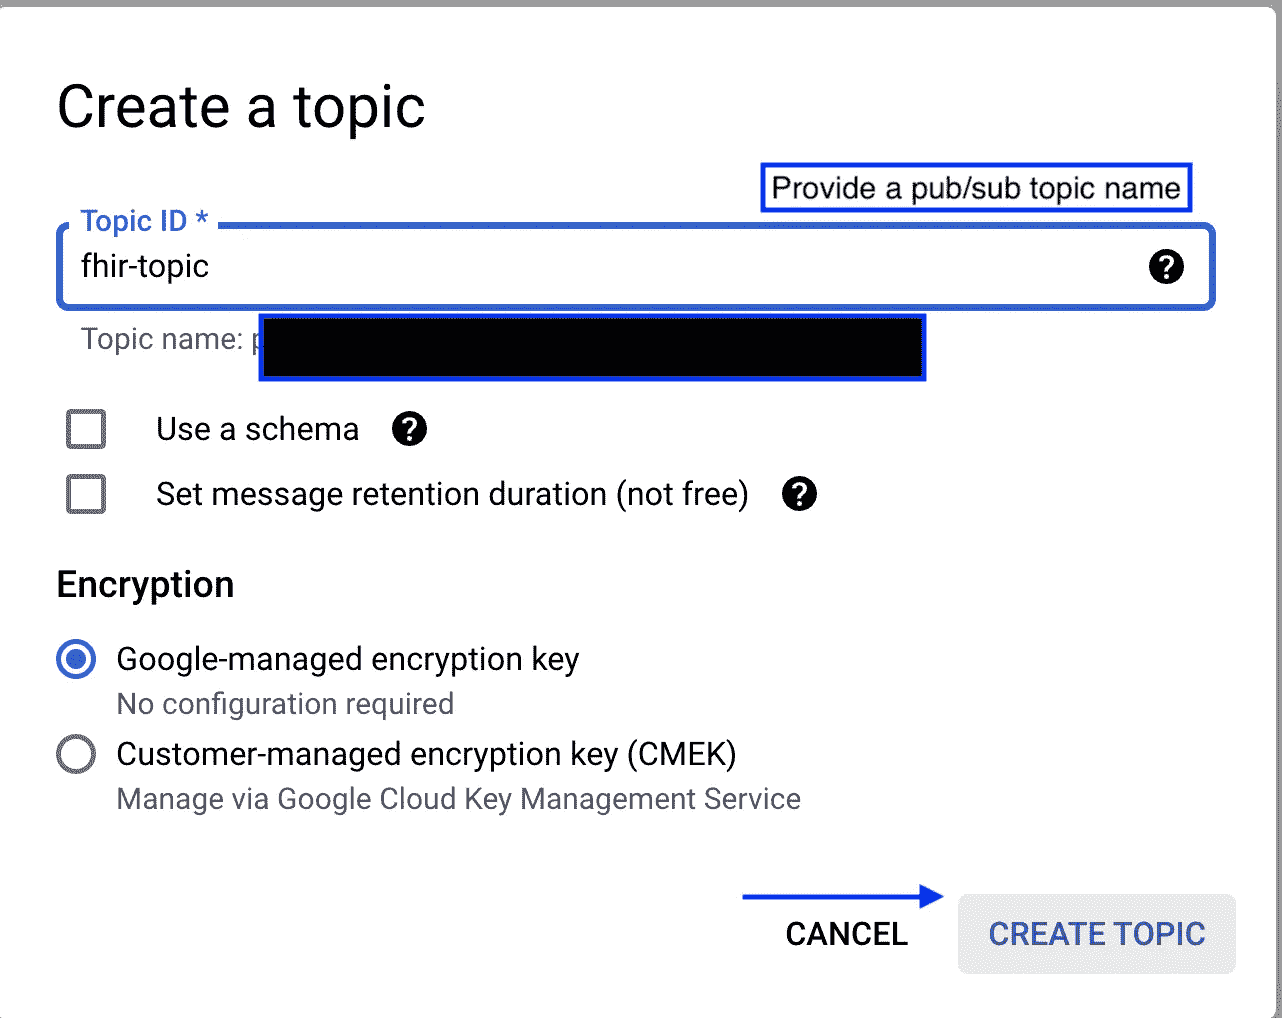 Create a topic
Provide a pub/sub topic name
Topic ID *
fhir-topic
Topic name:
Use a schema
Set message retention duration (not free)
Encryption
Google-managed encryption key
No configuration required
Customer-managed encryption key (CMEK)
Manage via Google Cloud Key Management Service
CANCEL
CREATE TOPIC